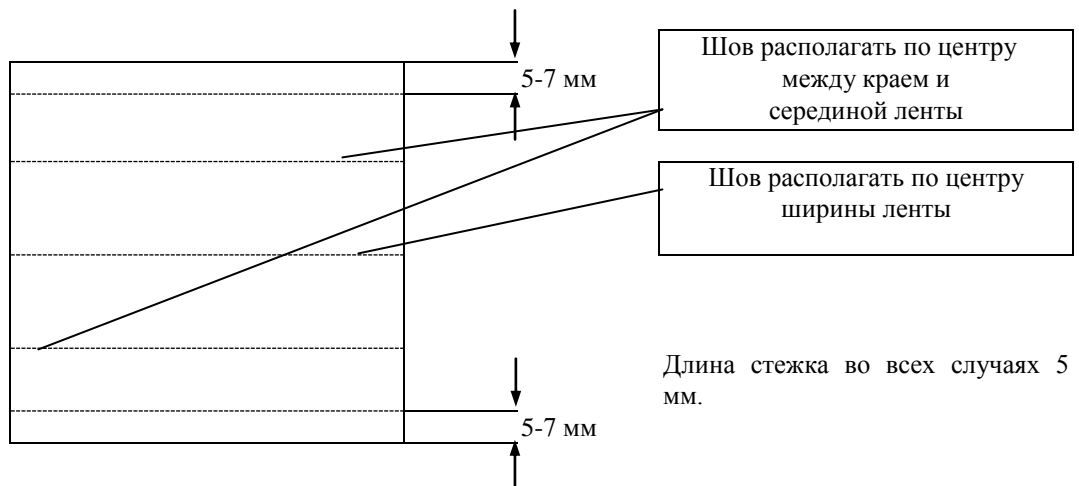 5-7 мм
Шов располагать по центру
между краем и
серединой ленты
Шов располагать по центру
ширины ленты
Длина стежка во всех случаях 5
мм.
5-7 мм